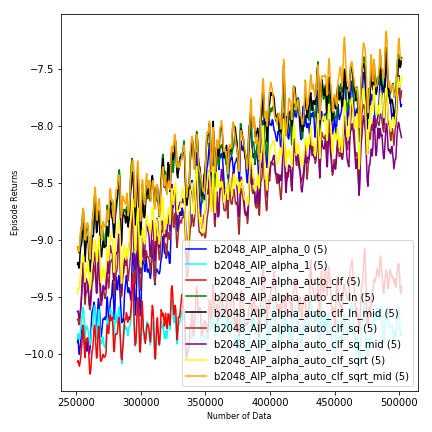 −7.5
−8.0
−8.5
−9.0
−9.5
−10.0
Episode Returns
b2048_AIP_alpha_0 (5)
b2048_AIP_alpha_1 (5)
b2048_AIP_alpha_auto_clf (5)
b2048_AIP_alpha_auto_clf_ln (5)
b2048_AIP_alpha_auto_clf_ln_mid (5)
b2048_AIP_alpha_auto_clf_sq (5)
b2048_AIP_alpha_auto_clf_sq_mid (5)
b2048_AIP_alpha_auto_clf_sqrt (5)
b2048_AIP_alpha_auto_clf_sqrt_mid (5)
250000 300000 350000 400000 450000 500000
Number of Data